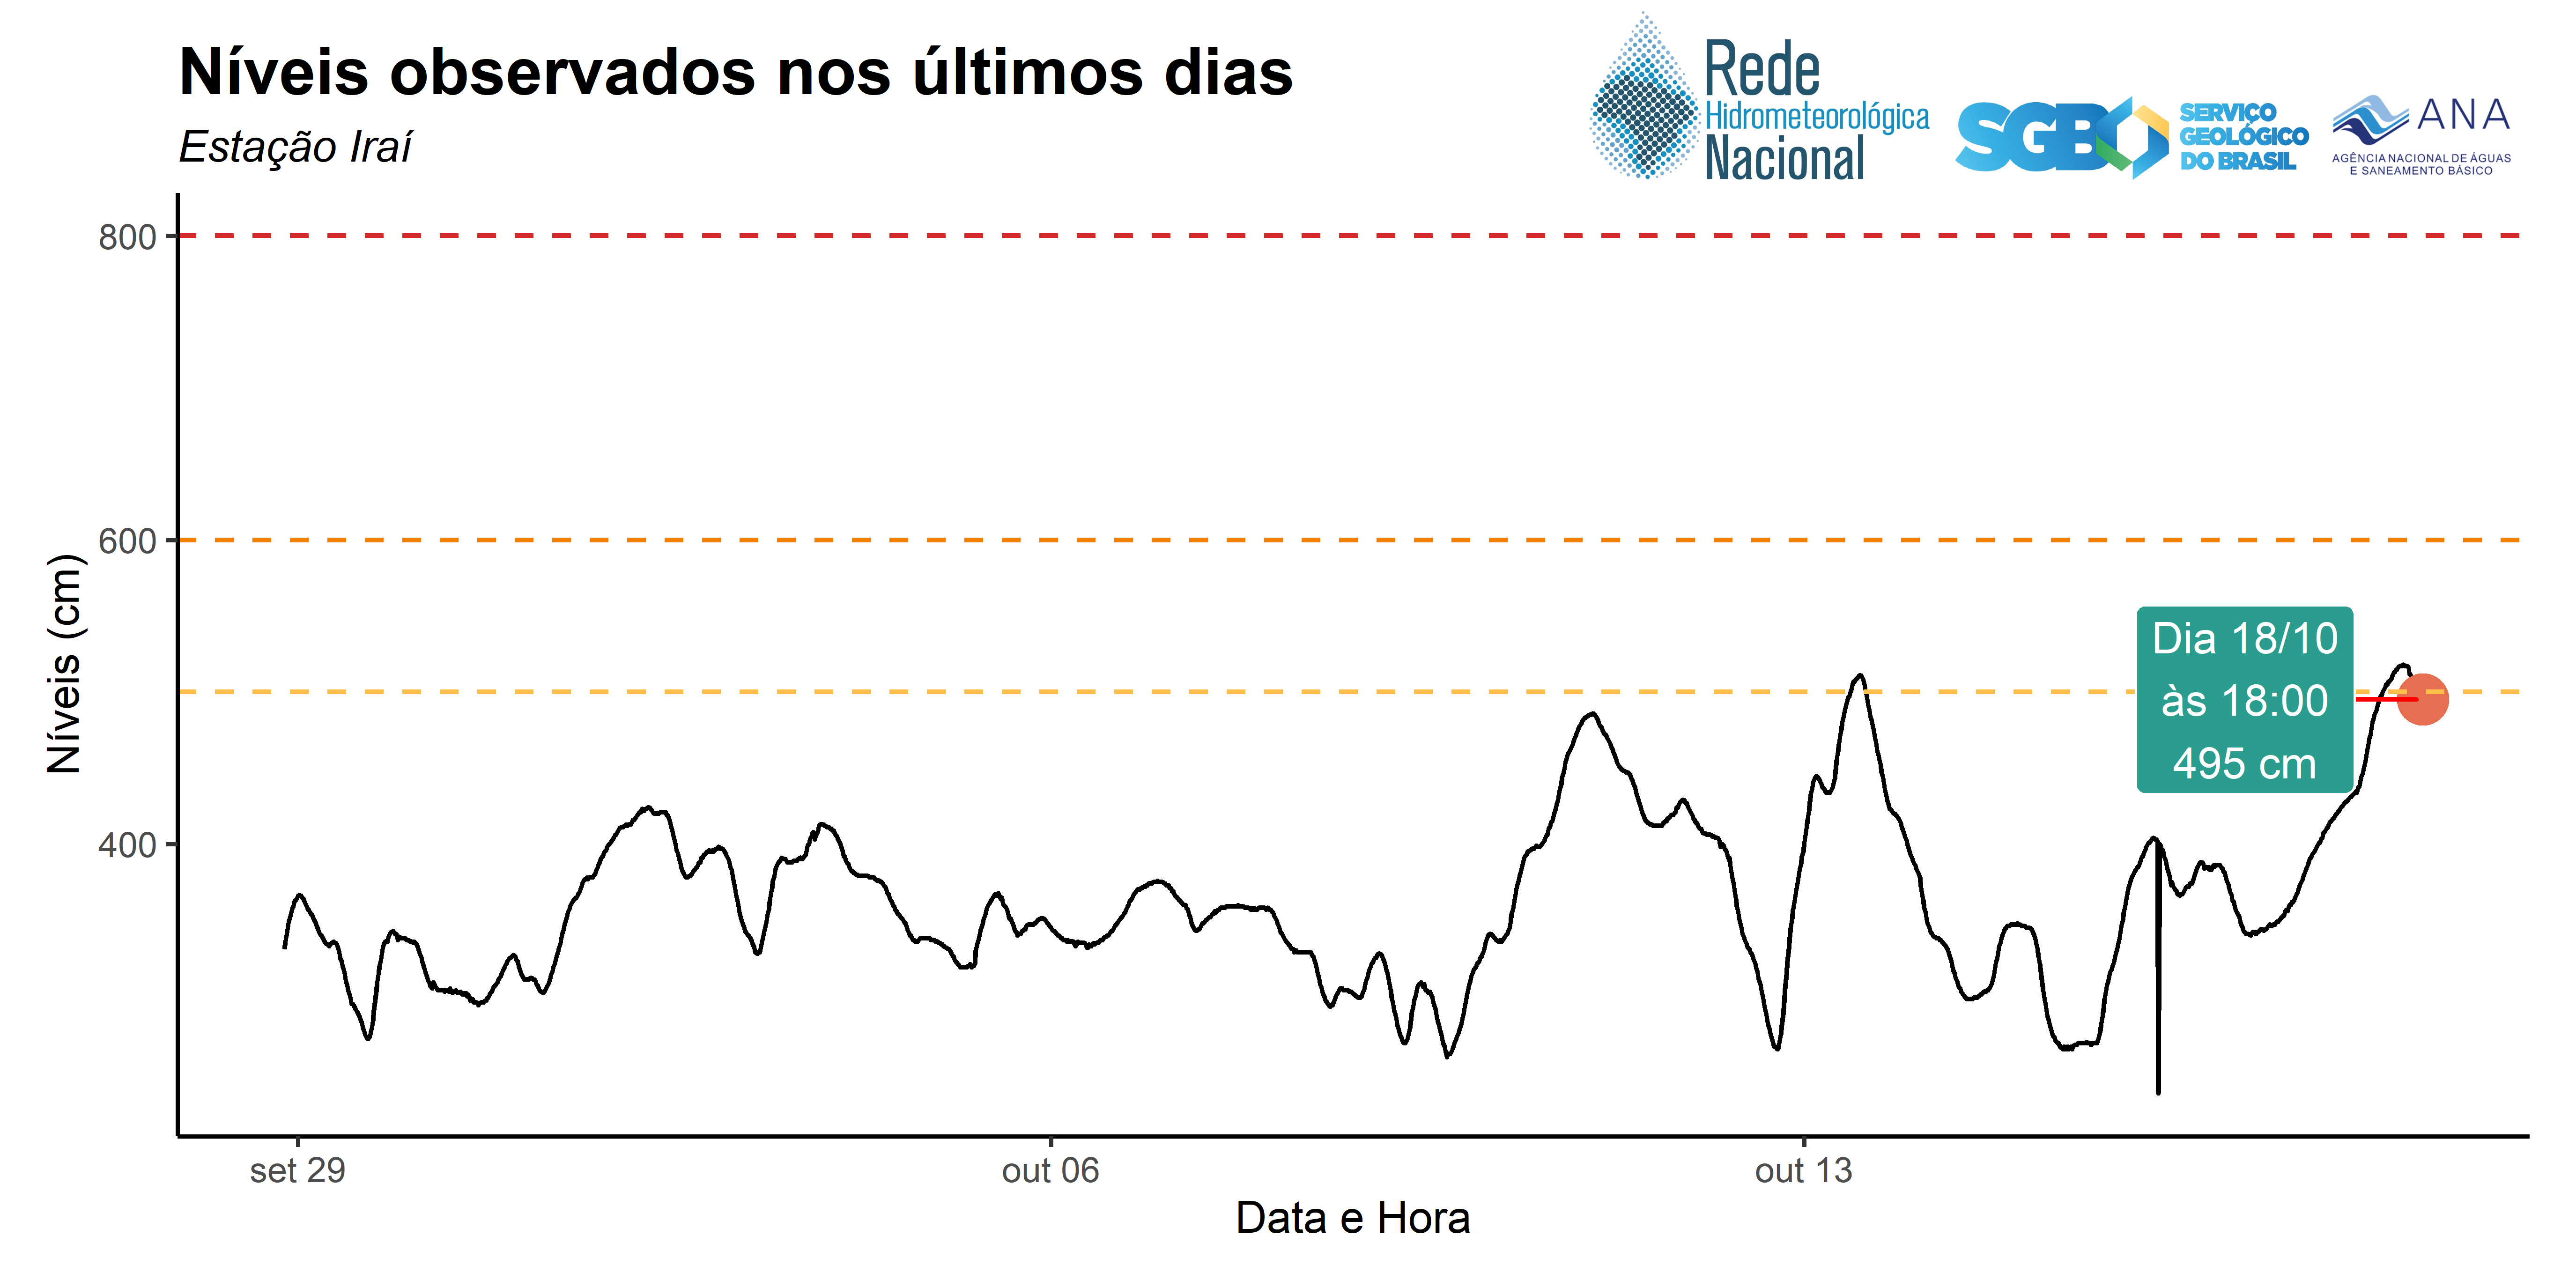 Níveis observados nos últimos dias
Estação Iraí
Rede
Hidrometeorológica
Nacional
SGB
SERVIÇO
GEOLÓGICO
DO BRASIL
ANA
AGÊNCIA NACIONAL DE ÁGUAS
E SANEAMENTO BÁSICO
800
600
400
Níveis (cm)
Dia 18/10
às 18:00
495 cm
set 29
out 06
out 13
Data e Hora